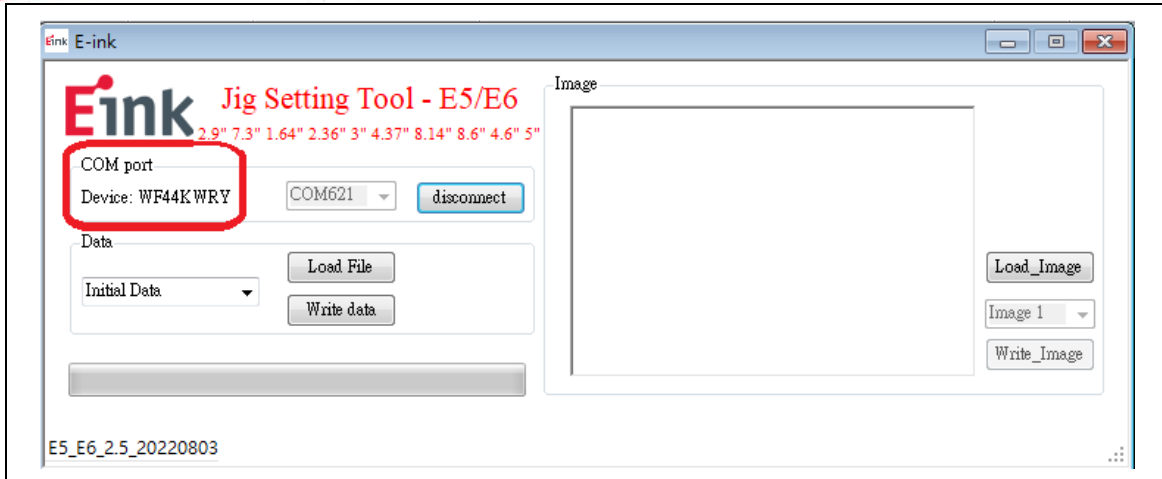 Eink E-ink
Eink
Jig Setting Tool - E5/E6
2.9" 7.3" 1.64" 2.36" 3" 4.37" 8.14" 8.6" 4.6" 5"
COM port
Device: WF44KWRY
COM621
disconnect
Data
Initial Data
Load File
Write data
Image
Load_Image
Image 1
Write_Image
E5_E6_2.5_20220803